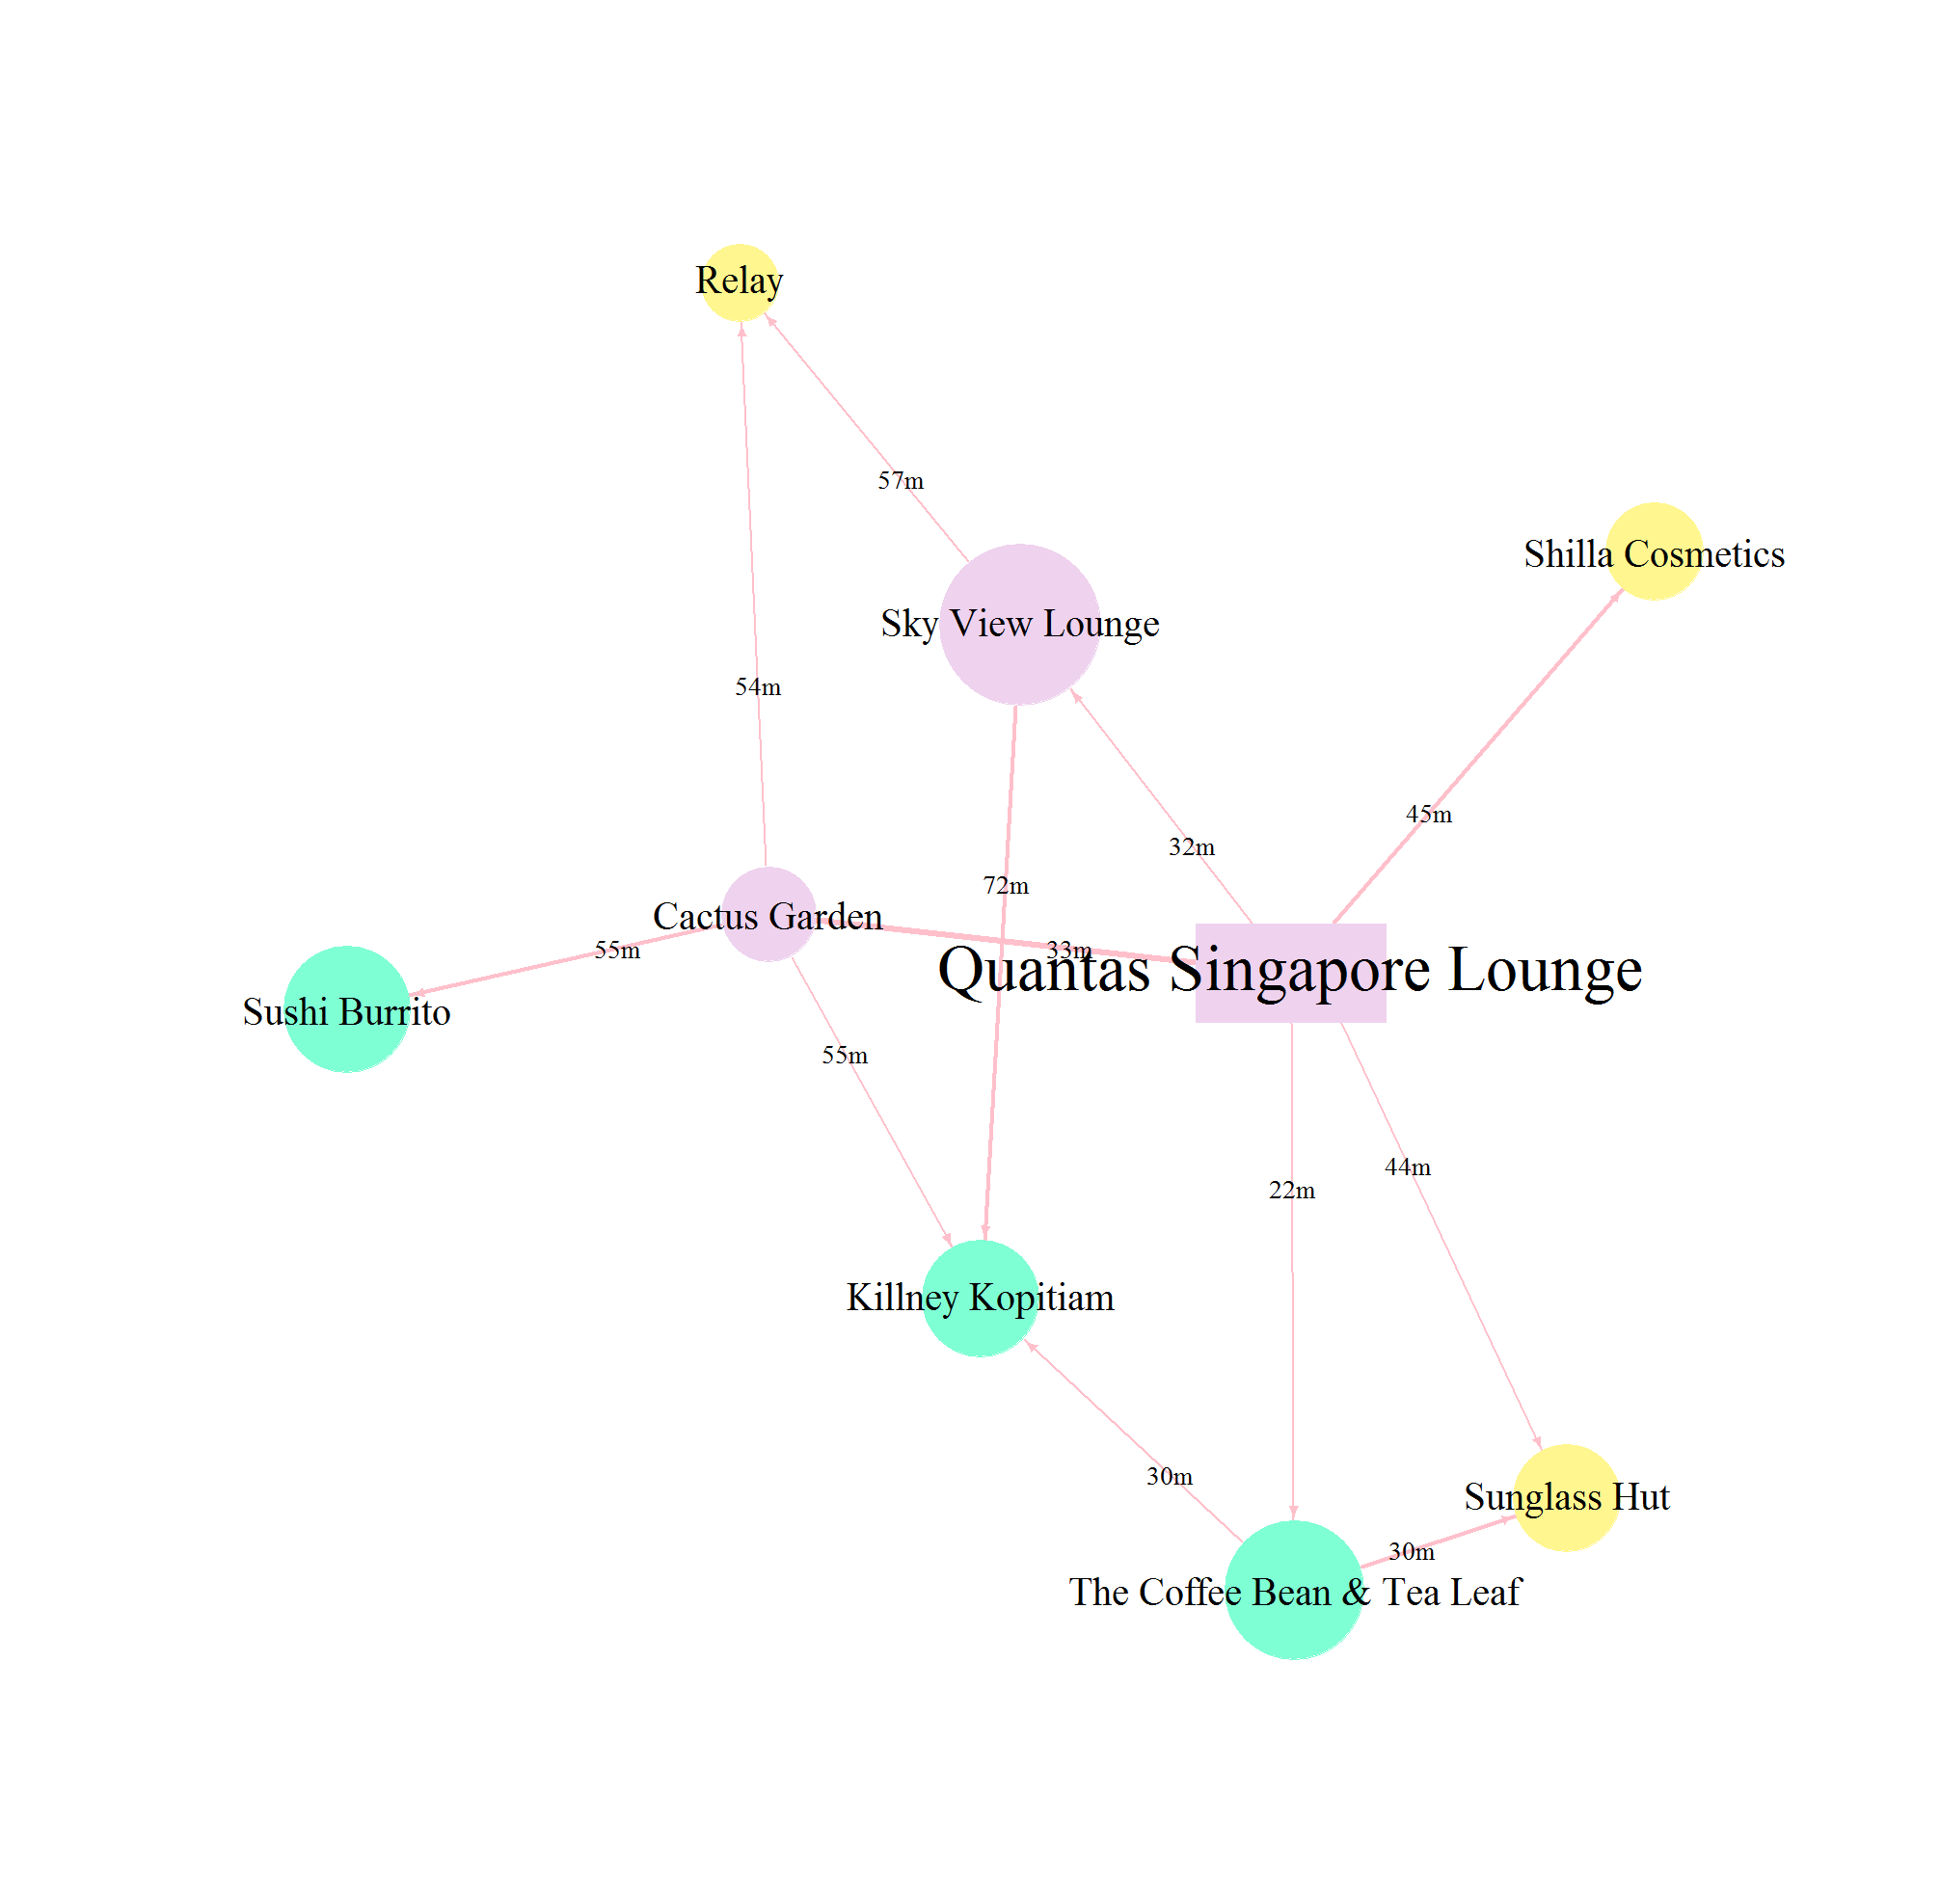 Relay
57m
Shilla Cosmetics
Sky View Lounge
54m
45m
32m
72m
Cactus Garden
55m
33m
Quantas Singapore Lounge
Sushi Burrito
55m
44m
22m
Killney Kopitiam
30m
Sunglass Hut
30m
The Coffee Bean & Tea Leaf